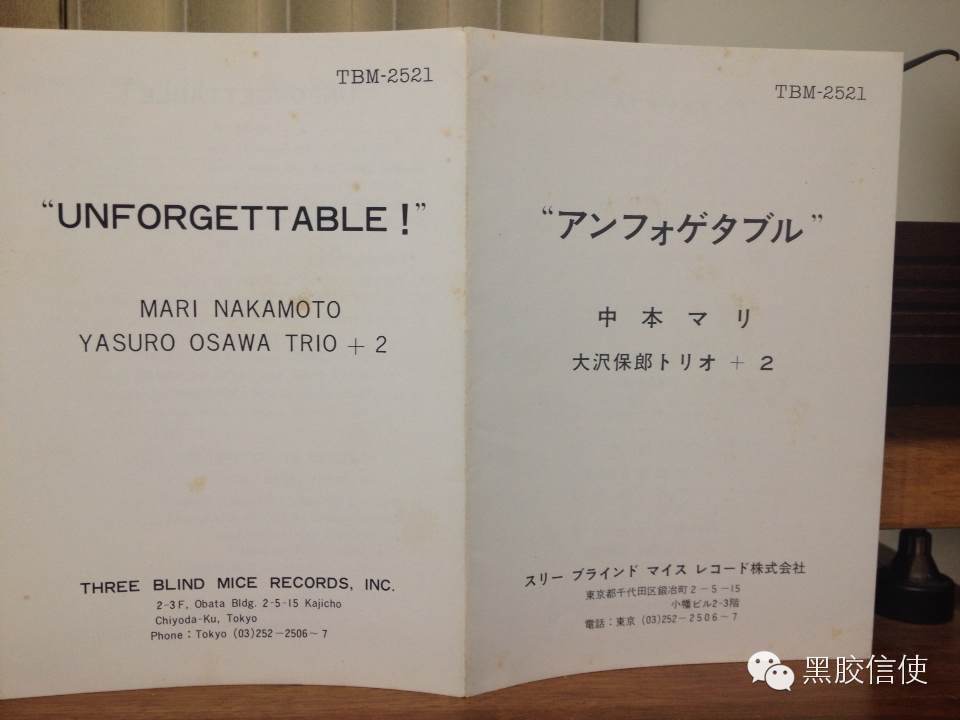 TBM-2521
“UNFORGETTABLE!”
MARI NAKAMOTO
YASURO OSAWA TRIO + 2
THREE BLIND MICE RECORDS, INC.
2-3F, Obata Bldg. 2-5-15 Kajicho
Chiyoda-Ku, Tokyo
Phone : Tokyo (03)252-2506~7
TBM-2521
“アンフォゲタブル”
中本マリ
大沢保郎トリオ + 2
スリー ブラインド マイス レコード株式会社
東京都千代田区鍛冶町2-5-15
小幡ビル2-3階
電話：東京 (03)252-2506~7
黑胶信使